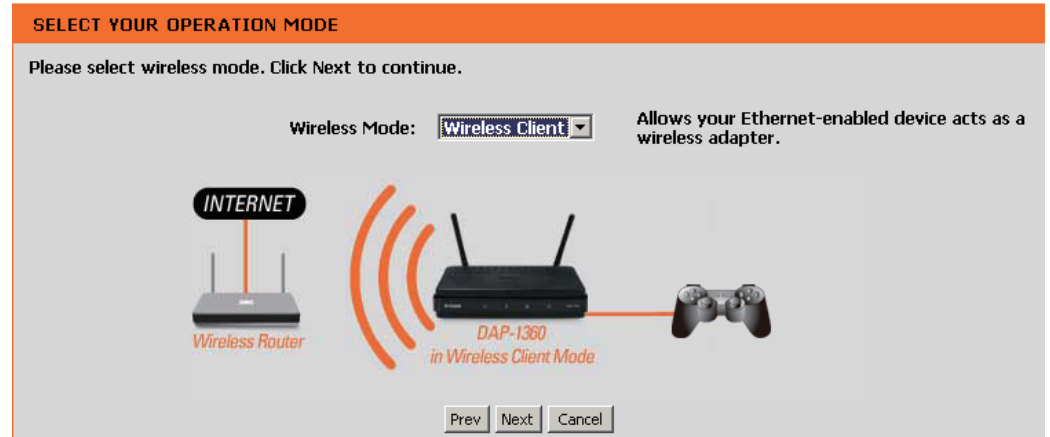 SELECT YOUR OPERATION MODE
Please select wireless mode. Click Next to continue.
Wireless Mode: Wireless Client
Allows your Ethernet-enabled device acts as a
wireless adapter.
INTERNET
Wireless Router
DAP-1360
in Wireless Client Mode
Prev Next Cancel